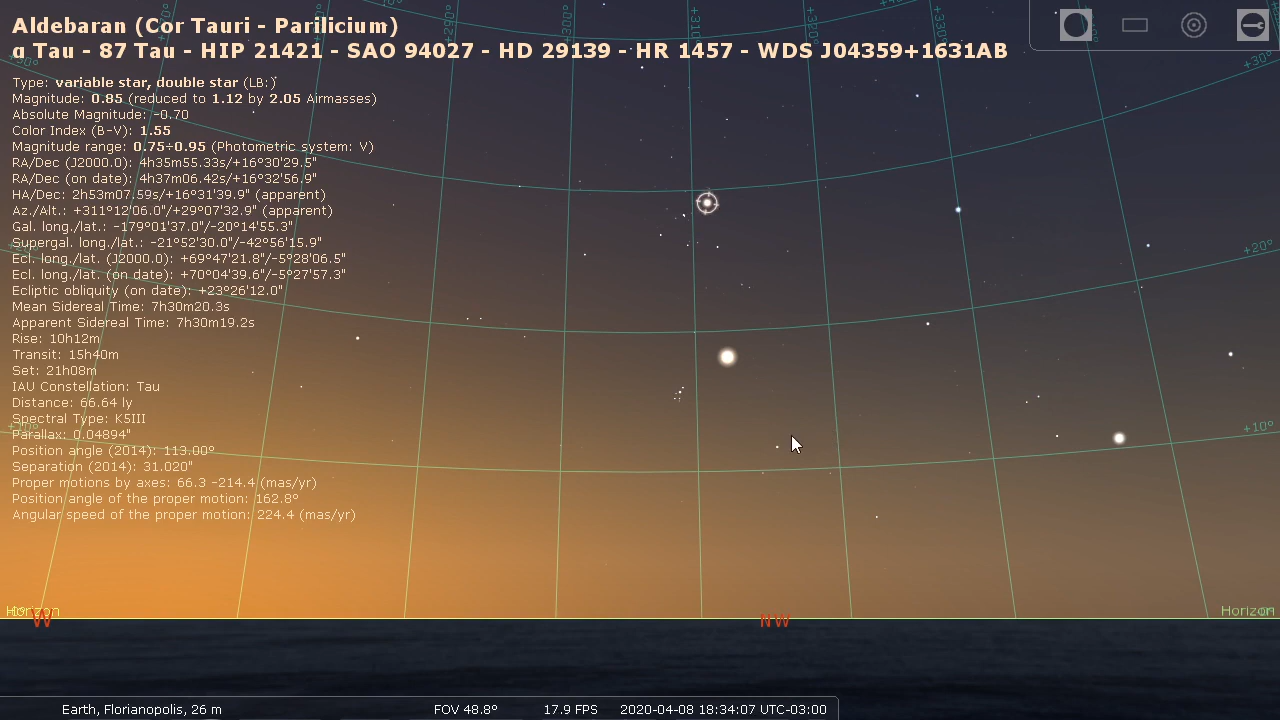 Aldebaran (Cor Tauri - Parilicium)
α Tau - 87 Tau - HIP 21421 - SAO 94027 - HD 29139 - HR 1457 - WDS J04359+1631AB
Type: variable star, double star (LB:)
Magnitude: 0.85 (reduced to 1.12 by 2.05 Airmasses)
Absolute Magnitude: -0.70
Color Index (B-V): 1.55
Magnitude range: 0.75÷0.95 (Photometric system: V)
RA/Dec (J2000.0): 4h35m55.33s/+16°30'29.5"
RA/Dec (on date): 4h37m06.42s/+16°32'56.9"
HA/Dec: 2h53m07.59s/+16°31'39.9" (apparent)
Az./Alt.: +311°12'06.0"/+29°07'32.9" (apparent)
Gal. long./lat.: -179°01'37.0"/-20°14'55.3"
Supergal. long./lat.: -21°52'30.0"/-42°56'15.9"
Ecl. long./lat. (J2000.0): +69°47'21.8"/-5°28'06.5"
Ecl. long./lat. (on date): +70°04'39.6"/-5°27'57.3"
Ecliptic obliquity (on date): +23°26'12.0"
Mean Sidereal Time: 7h30m20.3s
Apparent Sidereal Time: 7h30m19.2s
Rise: 10h12m
Transit: 15h40m
Set: 21h08m
IAU Constellation: Tau
Distance: 66.64 ly
Spectral Type: K5III
Parallax: 0.04894"
Position angle (2014): 113.00°
Separation (2014): 31.020"
Proper motions by axes: 66.3 -214.4 (mas/yr)
Position angle of the proper motion: 162.8°
Angular speed of the proper motion: 224.4 (mas/yr)
+290°
+300°
+310°
+320°
+330°
+30°
+20°
+10°
Horizon
W
NW
Horizon
Earth, Florianopolis, 26 m
FOV 48.8°
17.9 FPS
2020-04-08 18:34:07 UTC-03:00